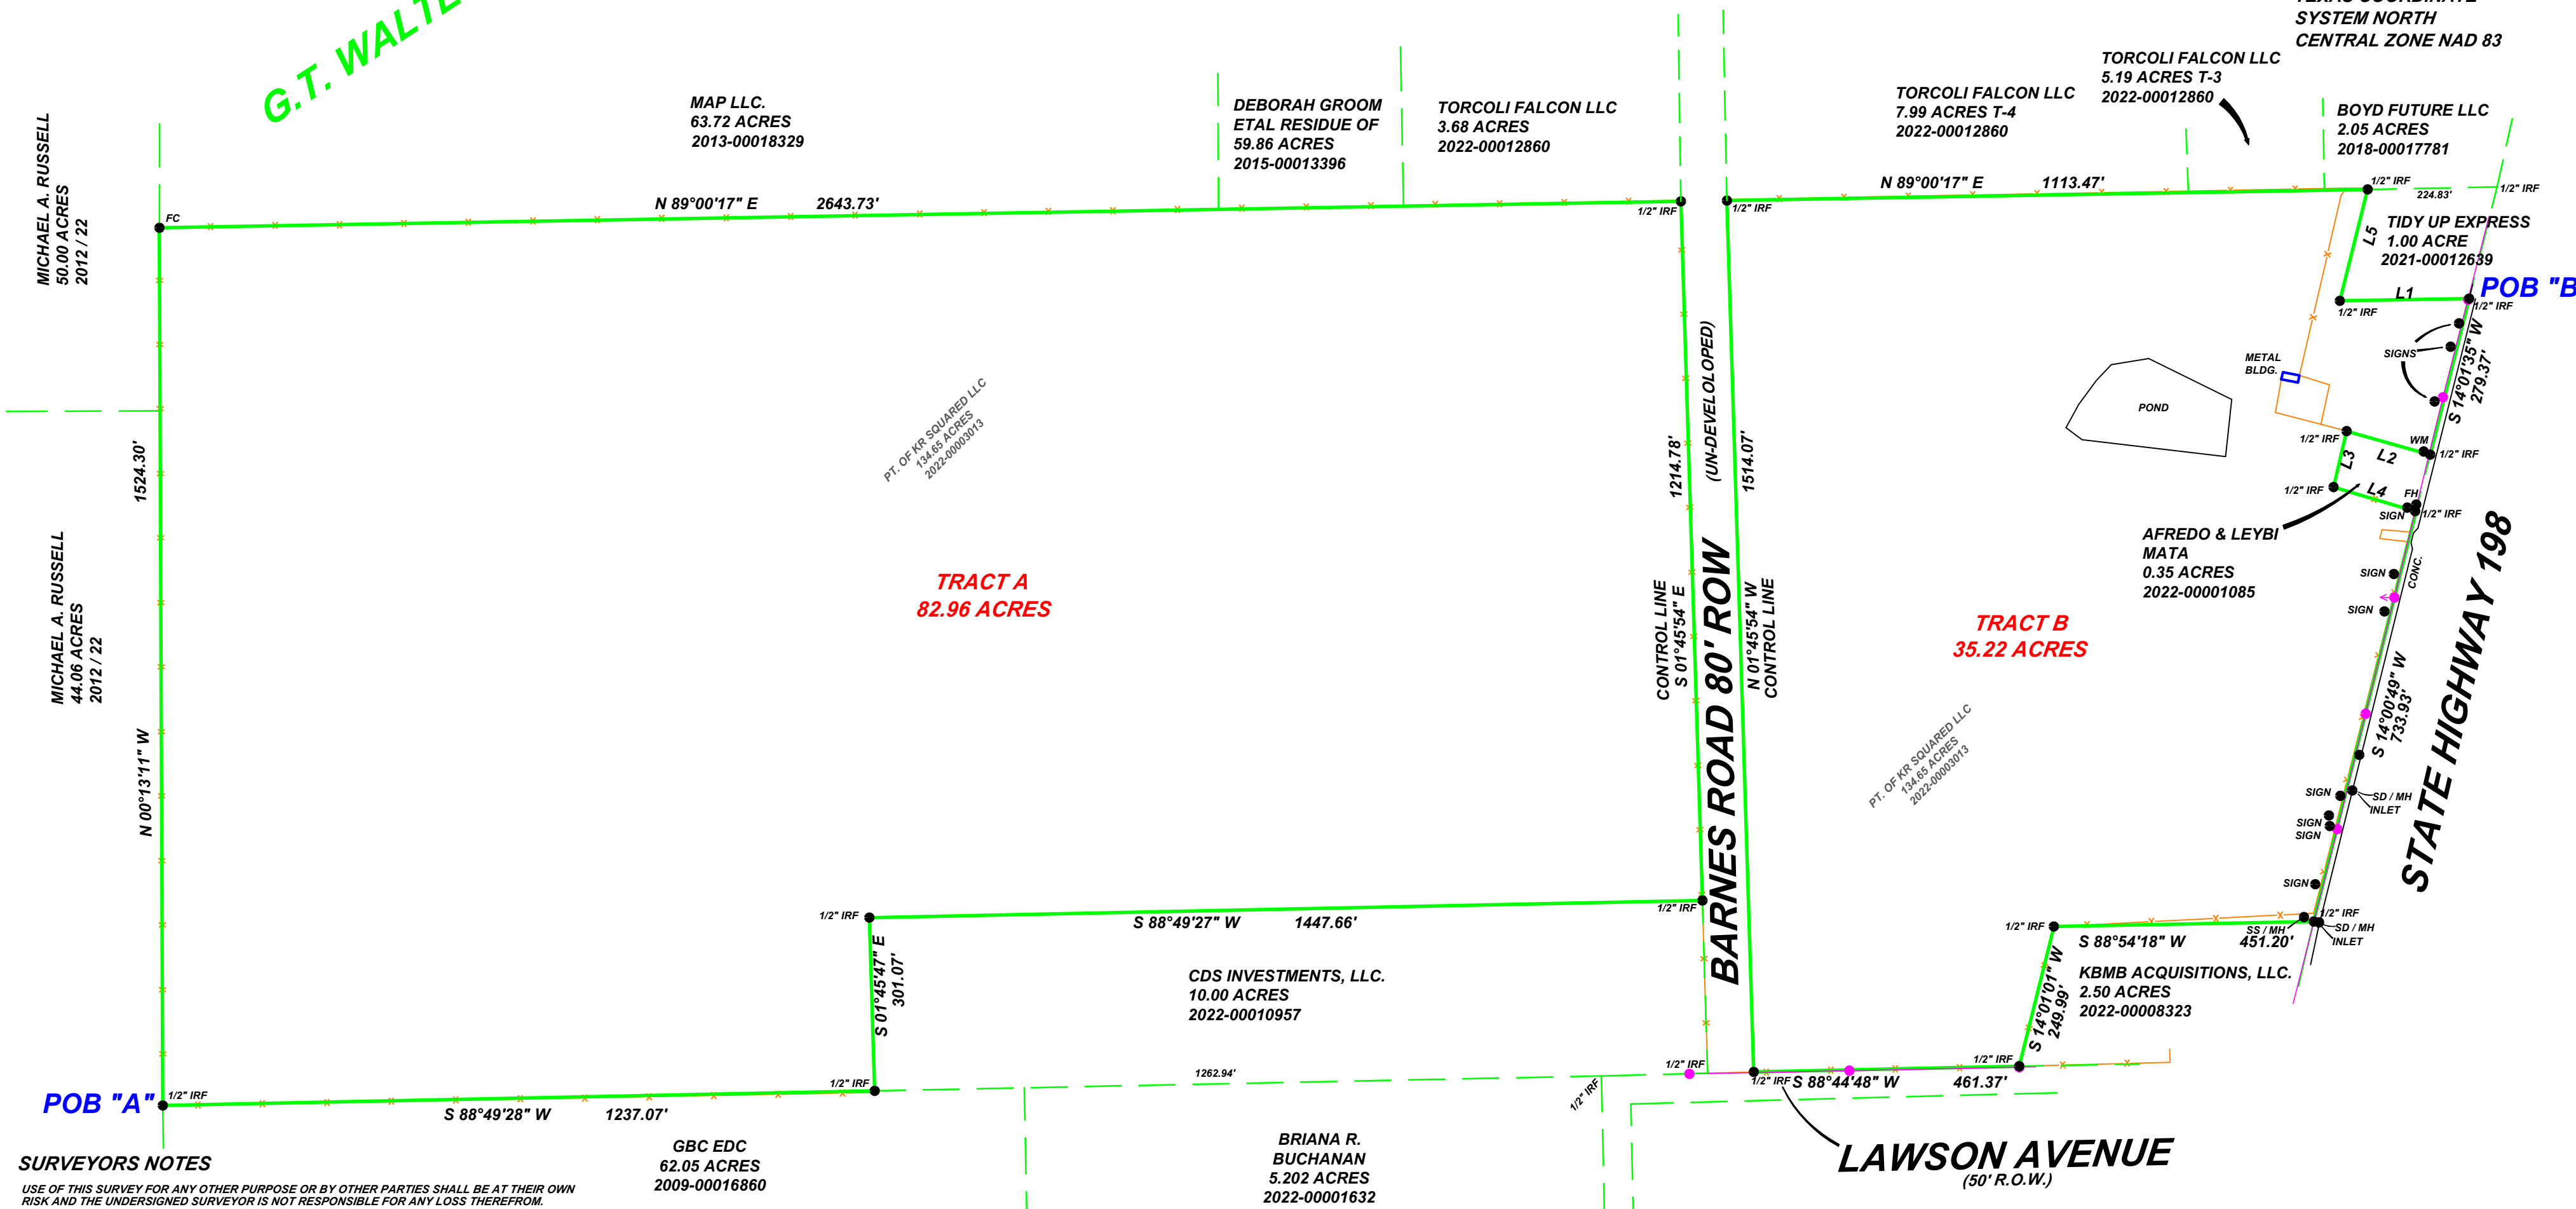 G.T. WALTE
TEXAS COORDINATE
SYSTEM NORTH
CENTRAL ZONE NAD 83
MICHAEL A. RUSSELL
50.00 ACRES
2012 / 22
MAP LLC.
63.72 ACRES
2013-00018329
DEBORAH GROOM
ETAL RESIDUE OF
59.86 ACRES
2015-00013396
TORCOLI FALCON LLC
3.68 ACRES
2022-00012860
TORCOLI FALCON LLC
7.99 ACRES T-4
2022-00012860
TORCOLI FALCON LLC
5.19 ACRES T-3
2022-00012860
BOYD FUTURE LLC
2.05 ACRES
2018-00017781
FC
N 89°00'17" E 2643.73'
1/2" IRF
1/2" IRF
N 89°00'17" E 1113.47'
1/2" IRF
224.83'
1/2" IRF
TIDY UP EXPRESS
1.00 ACRE
2021-00012639
L5
L1
POB "B
1/2" IRF
1/2" IRF
SIGNS
S 14°01'35" W
279.37'
METAL
BLDG.
POND
1/2" IRF
WM
L2
1/2" IRF
L3
1/2" IRF
L4
FH
SIGN
1/2" IRF
AFREDO & LEYBI
MATA
0.35 ACRES
2022-00001085
CONC.
SIGN
SIGN
STATE HIGHWAY 198
S 14°00'49" W
733.93'
SIGN
SD / MH
INLET
SIGN
SIGN
SIGN
1524.30'
N 00°13'11" W
MICHAEL A. RUSSELL
44.06 ACRES
2012 / 22
PT. OF KR SQUARED LLC
134.65 ACRES
2022-00003013
TRACT A
82.96 ACRES
1214.78'
CONTROL LINE
S 01°45'54" E
(UN-DEVELOLOPED)
BARNES ROAD 80' ROW
1514.07'
N 01°45'54" W
CONTROL LINE
TRACT B
35.22 ACRES
PT. OF KR SQUARED LLC
134.65 ACRES
2022-00003013
1/2" IRF
S 88°49'27" W 1447.66'
1/2" IRF
S 01°45'47" E
301.07'
CDS INVESTMENTS, LLC.
10.00 ACRES
2022-00010957
1/2" IRF
1/2" IRF
SS / MH
SD / MH
INLET
S 88°54'18" W 451.20'
KBMB ACQUISITIONS, LLC.
2.50 ACRES
2022-00008323
S 14°01'01" W
249.99'
1/2" IRF
1/2" IRF
1262.94'
1/2" IRF
1/2" IRF
1/2" IRF
S 88°44'48" W 461.37'
POB "A"
1/2" IRF
S 88°49'28" W 1237.07'
GBC EDC
62.05 ACRES
2009-00016860
BRIANA R.
BUCHANAN
5.202 ACRES
2022-00001632
LAWSON AVENUE
(50' R.O.W.)
SURVEYORS NOTES
USE OF THIS SURVEY FOR ANY OTHER PURPOSE OR BY OTHER PARTIES SHALL BE AT THEIR OWN
RISK AND THE UNDERSIGNED SURVEYOR IS NOT RESPONSIBLE FOR ANY LOSS THEREFROM.